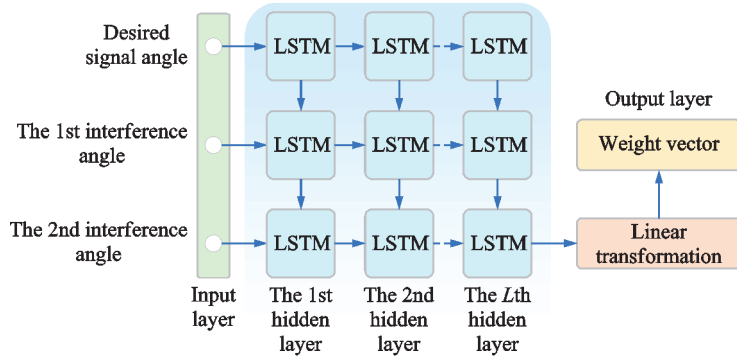 Desired
signal angle
LSTM
LSTM
LSTM
The 1st interference
angle
LSTM
LSTM
LSTM
Output layer
Weight vector
The 2nd interference
angle
LSTM
LSTM
LSTM
Linear
transformation
Input
layer
The 1st
hidden
layer
The 2nd
hidden
layer
The Lth
hidden
layer